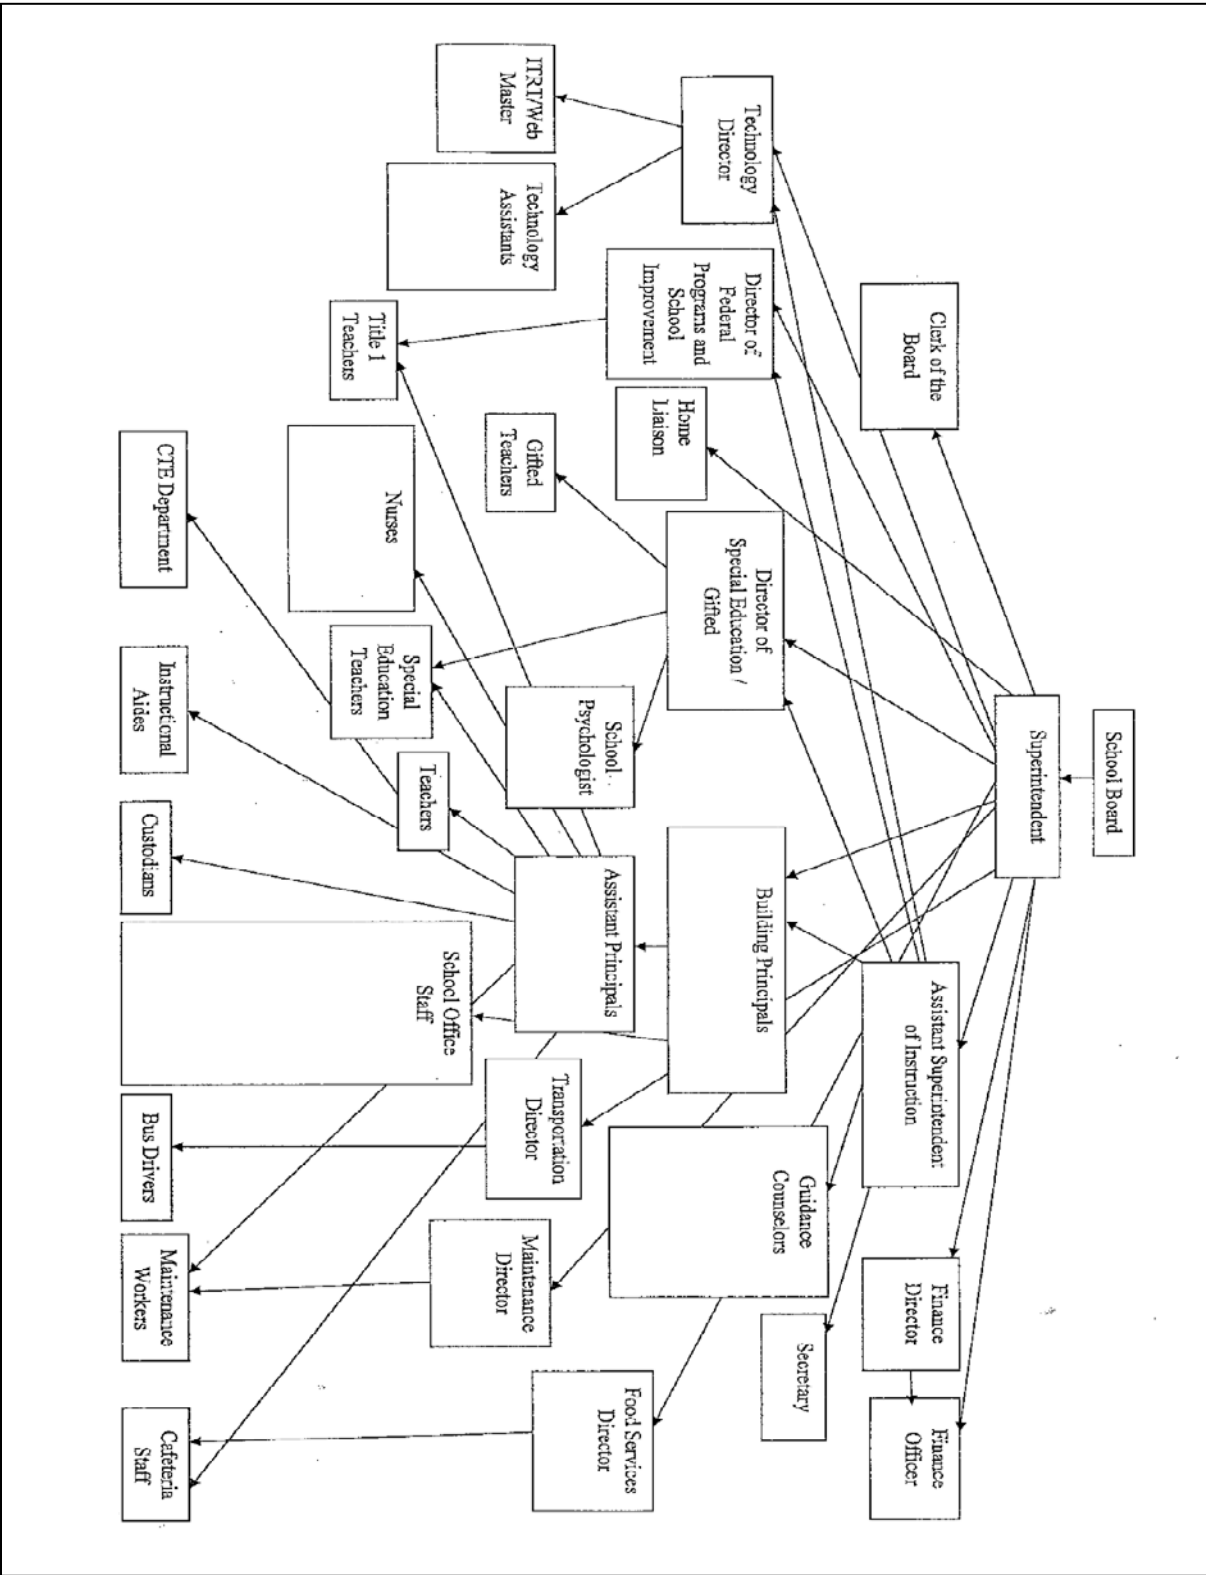 School Board
Superintendent
Clerk of the
Board
Assistant Superintendent
of Instruction
Finance
Director
Finance
Officer
Technology
Director
Director of
Federal
Programs and
School
Improvement
Home
Liaison
Director of
Special Education /
Gifted
Building Principals
Guidance
Counselors
Secretary
ITRT/Web
Master
Technology
Assistants
Gifted
Teachers
School
Psychologist
Assistant Principals
Transportation
Director
Maintenance
Director
Food Services
Director
Title 1
Teachers
Nurses
Special
Education
Teachers
Teachers
School Office
Staff
CTE Department
Instructional
Aides
Custodians
Bus Drivers
Maintenance
Workers
Cafeteria
Staff